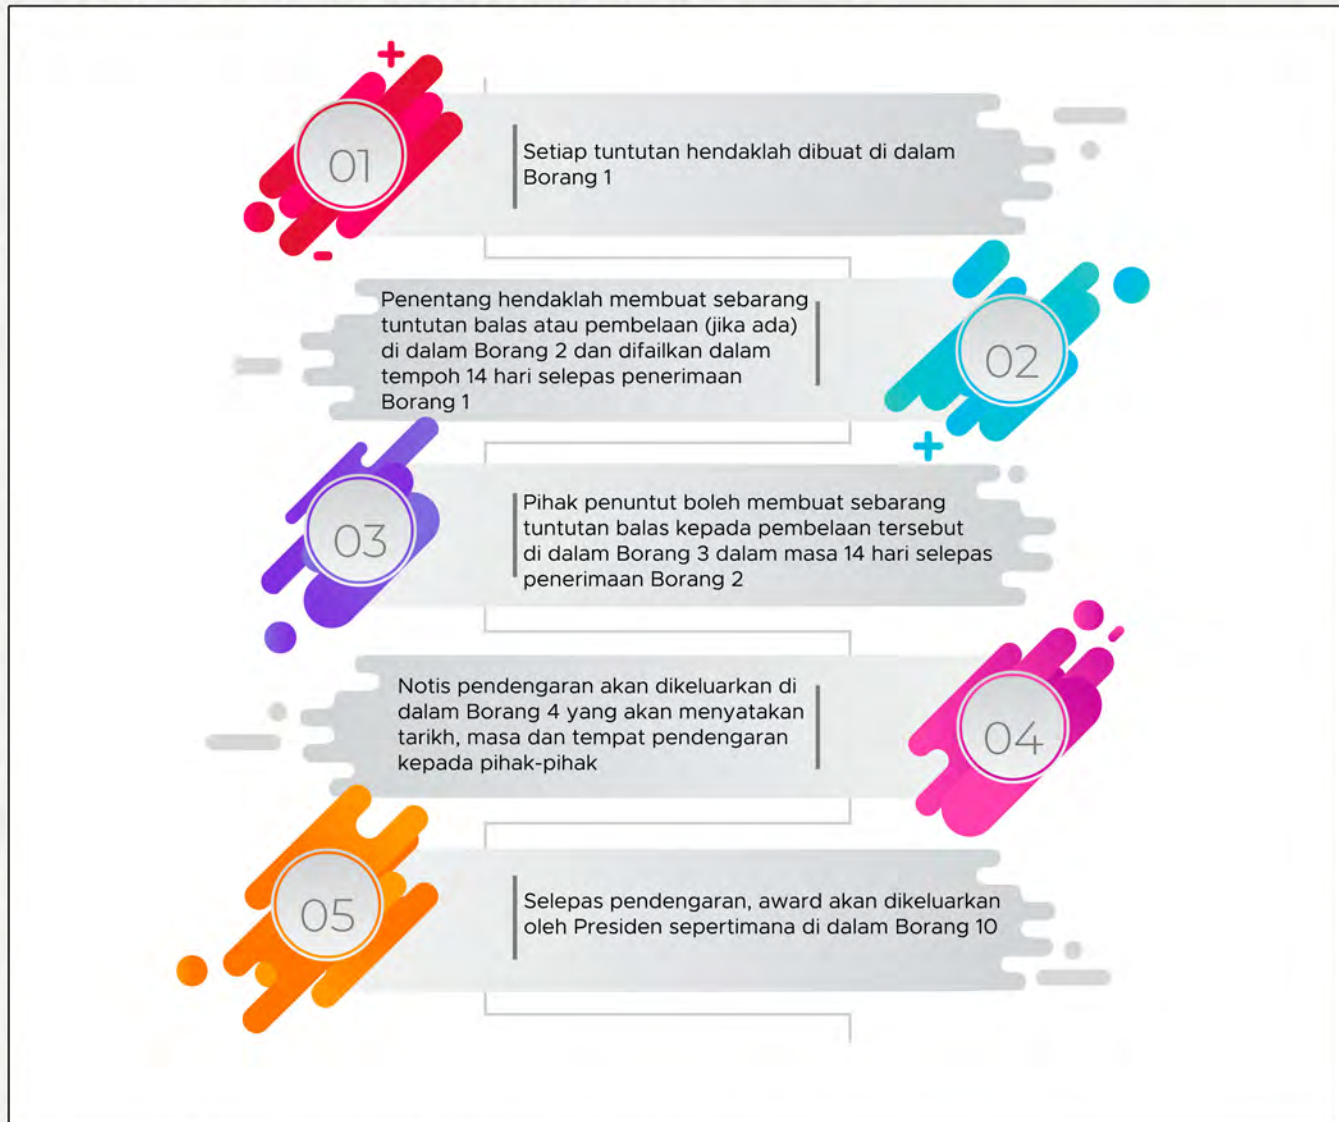 01
Setiap tuntutan hendaklah dibuat di dalam
Borang 1
Penentang hendaklah membuat sebarang
tuntutan balas atau pembelaan (jika ada)
di dalam Borang 2 dan difailkan dalam
tempoh 14 hari selepas penerimaan
Borang 1
02
03
Pihak penuntut boleh membuat sebarang
tuntutan balas kepada pembelaan tersebut
di dalam Borang 3 dalam masa 14 hari selepas
penerimaan Borang 2
Notis pendengaran akan dikeluarkan di
dalam Borang 4 yang akan menyatakan
tarikh, masa dan tempat pendengaran
kepada pihak-pihak
04
05
Selepas pendengaran, award akan dikeluarkan
oleh Presiden sepertimana di dalam Borang 10